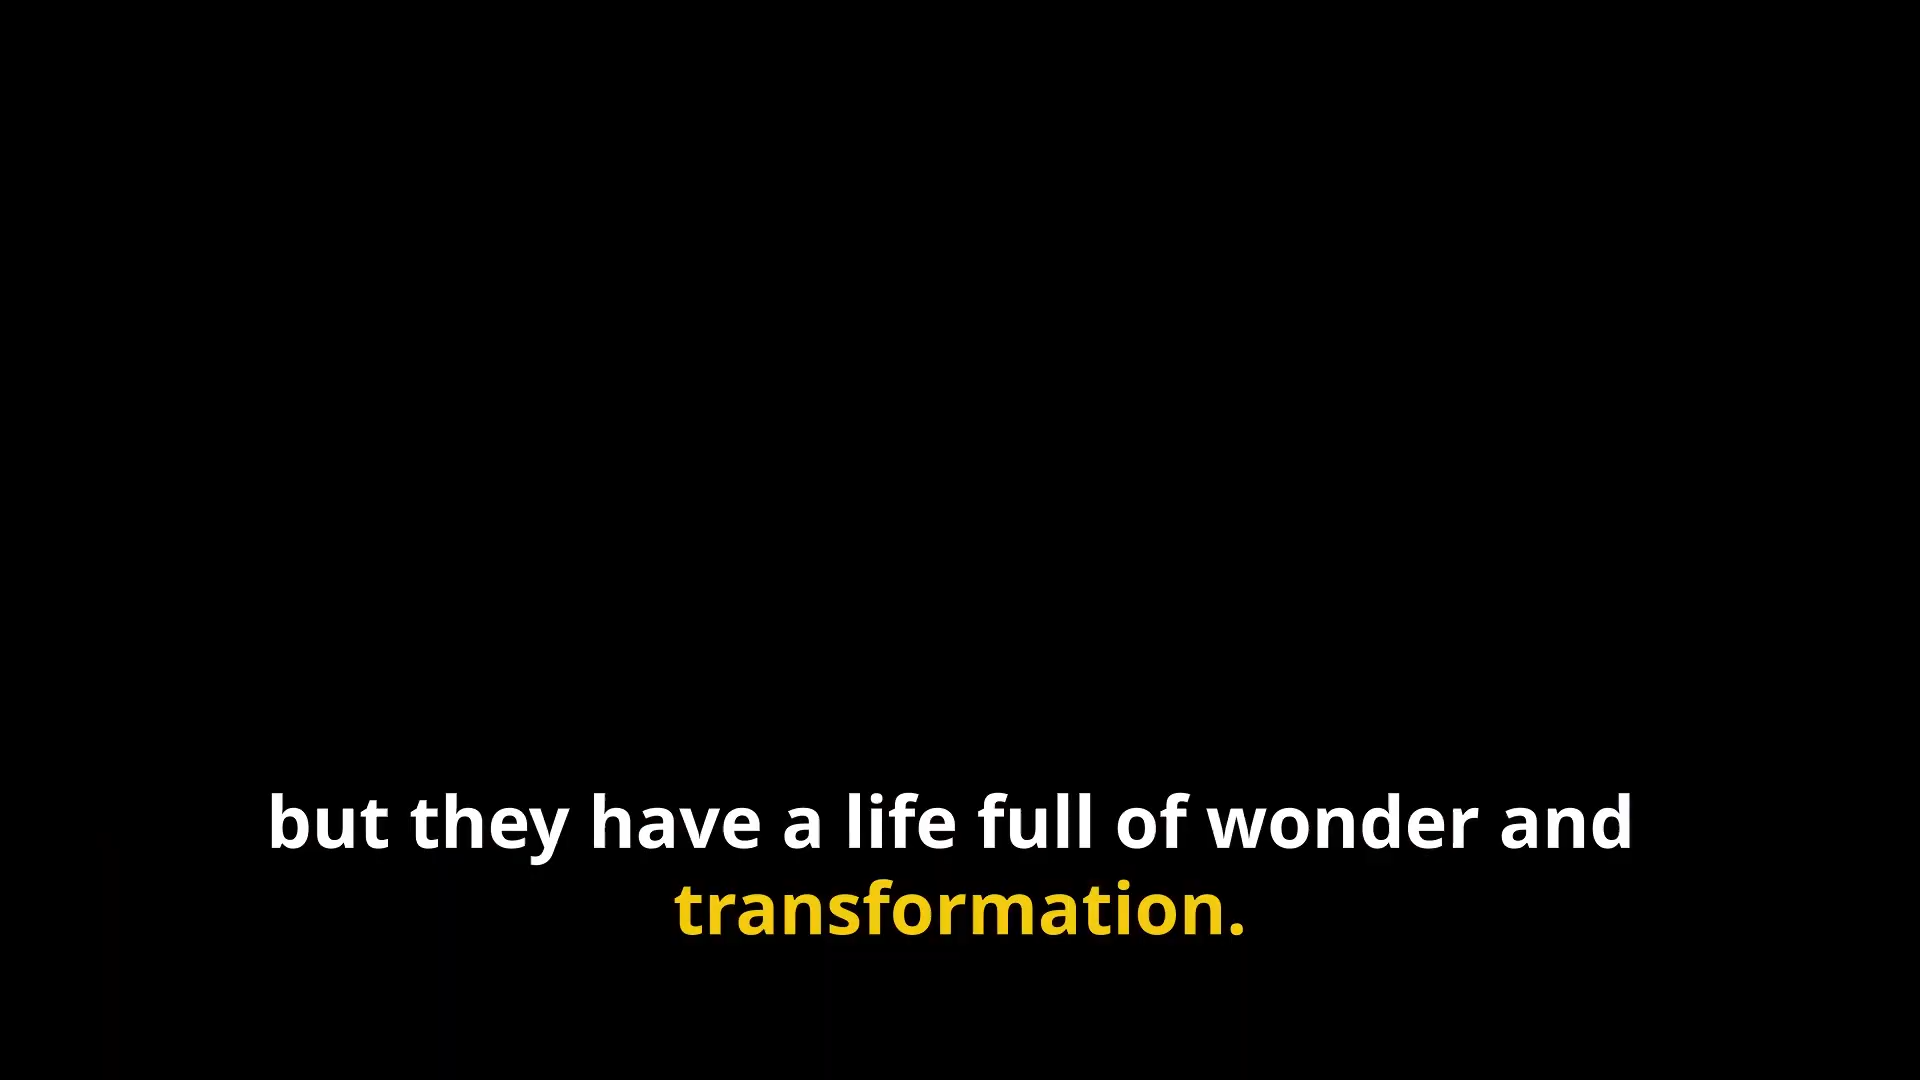 but they have a life full of wonder and
transformation.